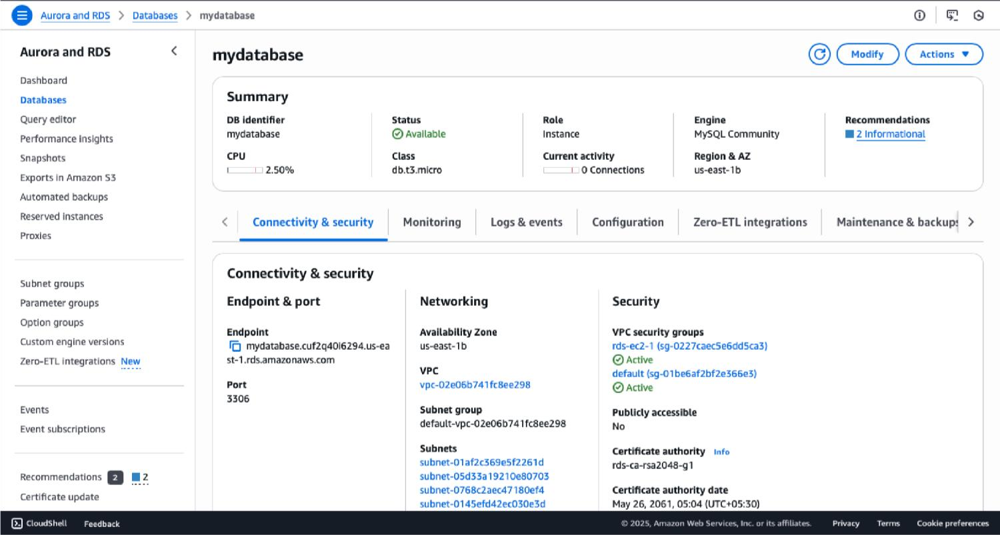 Aurora and RDS > Databases > mydatabase
Aurora and RDS
Dashboard
Databases
Query editor
Performance insights
Snapshots
Exports in Amazon S3
Automated backups
Reserved instances
Proxies
Subnet groups
Parameter groups
Option groups
Custom engine versions
Zero-ETL integrations New
Events
Event subscriptions
Recommendations 2 2
Certificate update
mydatabase
Modify
Actions
Summary
DB identifier
mydatabase
CPU
2.50%
Status
Available
Class
db.t3.micro
Role
Instance
Current activity
0 Connections
Engine
MySQL Community
Region & AZ
us-east-1b
Recommendations
2 Informational
Connectivity & security
Monitoring
Logs & events
Configuration
Zero-ETL integrations
Maintenance & backups
Connectivity & security
Endpoint & port
Endpoint
mydatabase.cuf2q40i6294.us-ea
st-1.rds.amazonaws.com
Port
3306
Networking
Availability Zone
us-east-1b
VPC
vpc-02e06b741fc8ee298
Subnet group
default-vpc-02e06b741fc8ee298
Subnets
subnet-01af2c369e5f2261d
subnet-05d33a19210e80703
subnet-0768c2aec47180ef4
subnet-0145efd42ec030e3d
Security
VPC security groups
rds-ec2-1 (sg-0227caec5e6dd5ca3)
Active
default (sg-01be6af2bf2e366e3)
Active
Publicly accessible
No
Certificate authority Info
rds-ca-rsa2048-g1
Certificate authority date
May 26, 2061, 05:04 (UTC+05:30)
CloudShell
Feedback
© 2025, Amazon Web Services, Inc. or its affiliates.
Privacy
Terms
Cookie preferences